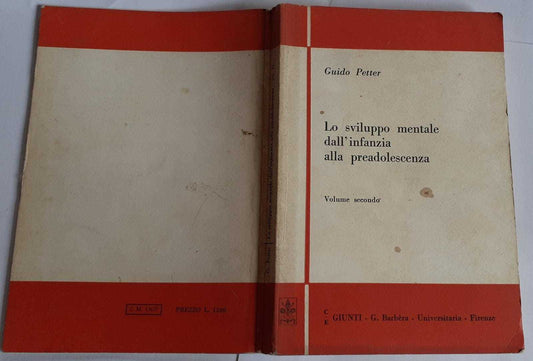 Guido Petter
Lo sviluppo mentale
dall'infanzia
alla preadolescenza
Volume secondo
C
E GIUNTI - G. Barbèra - Universitaria - Firenze
PREZZO L.